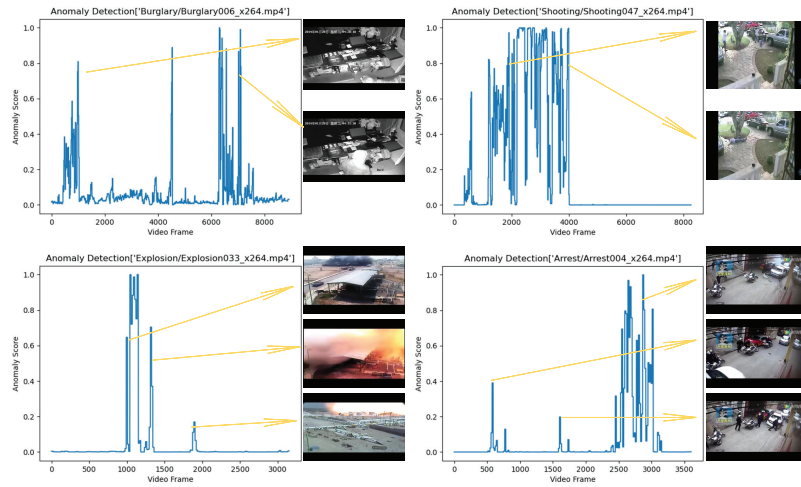 Anomaly Detection['Burglary/Burglary006_x264.mp4']
Anomaly Score
1.0
0.8
0.6
0.4
0.2
0.0
0 2000 4000 6000 8000
Video Frame
Anomaly Detection['Shooting/Shooting047_x264.mp4']
Anomaly Score
1.0
0.8
0.6
0.4
0.2
0.0
0 2000 4000 6000 8000
Video Frame
Anomaly Detection['Explosion/Explosion033_x264.mp4']
Anomaly Score
1.0
0.8
0.6
0.4
0.2
0.0
0 500 1000 1500 2000 2500 3000
Video Frame
Anomaly Detection['Arrest/Arrest004_x264.mp4']
Anomaly Score
1.0
0.8
0.6
0.4
0.2
0.0
0 500 1000 1500 2000 2500 3000 3500
Video Frame